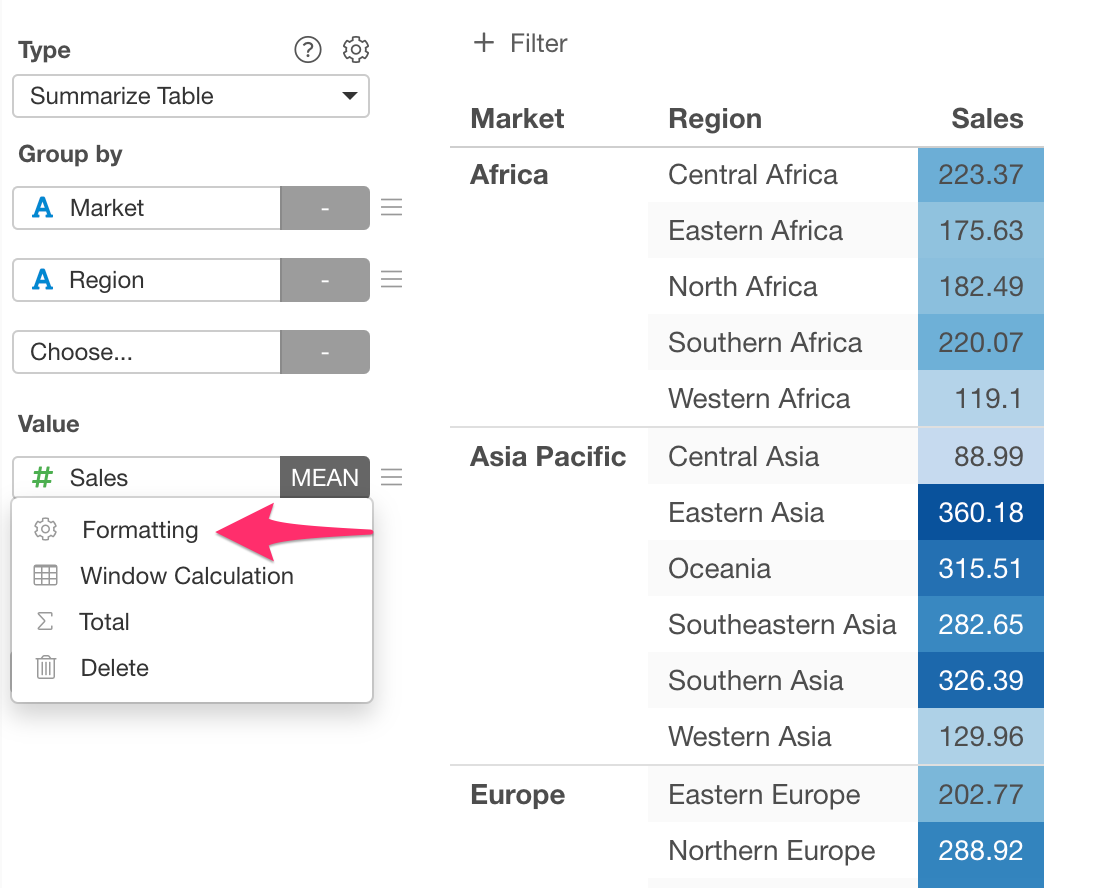 Type
?
Summarize Table
Group by
A Market -
A Region -
Choose... -
Value
# Sales MEAN
Formatting
Window Calculation
Σ Total
Delete
+ Filter
Market Region Sales
Africa Central Africa 223.37
Eastern Africa 175.63
North Africa 182.49
Southern Africa 220.07
Western Africa 119.1
Asia Pacific Central Asia 88.99
Eastern Asia 360.18
Oceania 315.51
Southeastern Asia 282.65
Southern Asia 326.39
Western Asia 129.96
Europe Eastern Europe 202.77
Northern Europe 288.92